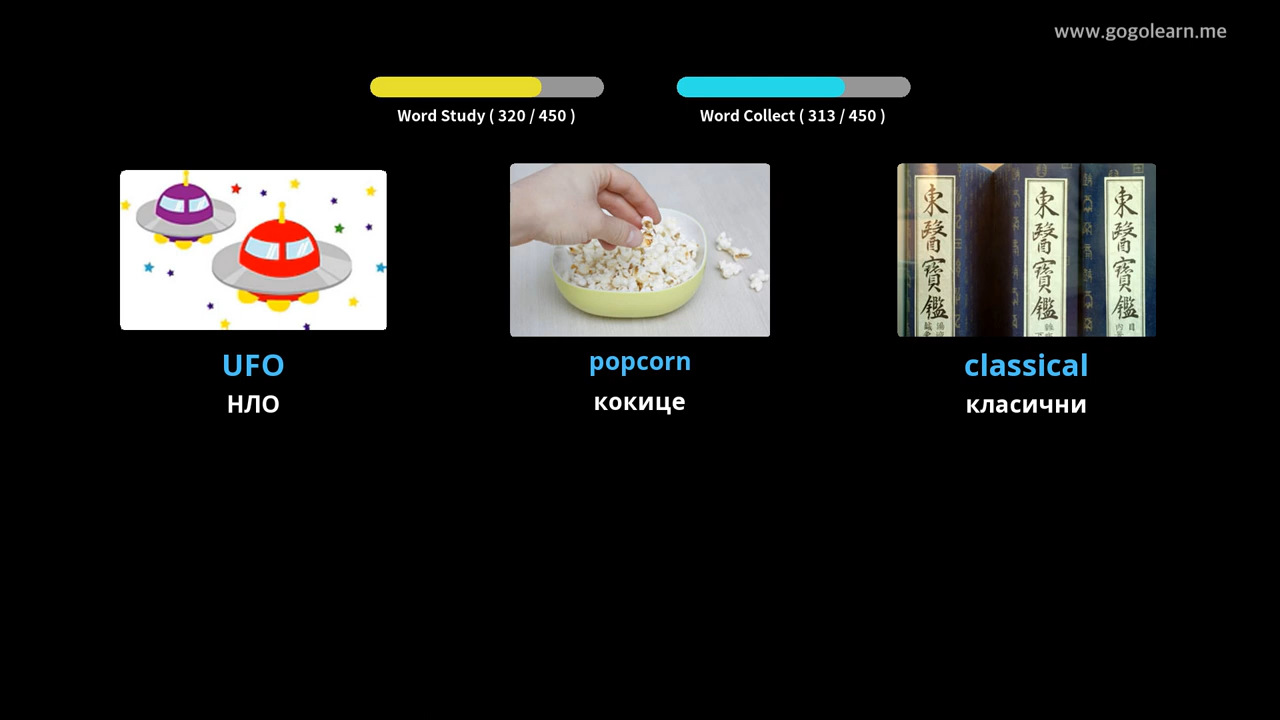 www.gogolearn.me
Word Study ( 320 / 450 )
Word Collect ( 313 / 450 )
東醫寶鑑
東醫寶鑑
東醫寶鑑
UFO
popcorn
classical
НЛО
кокице
класични